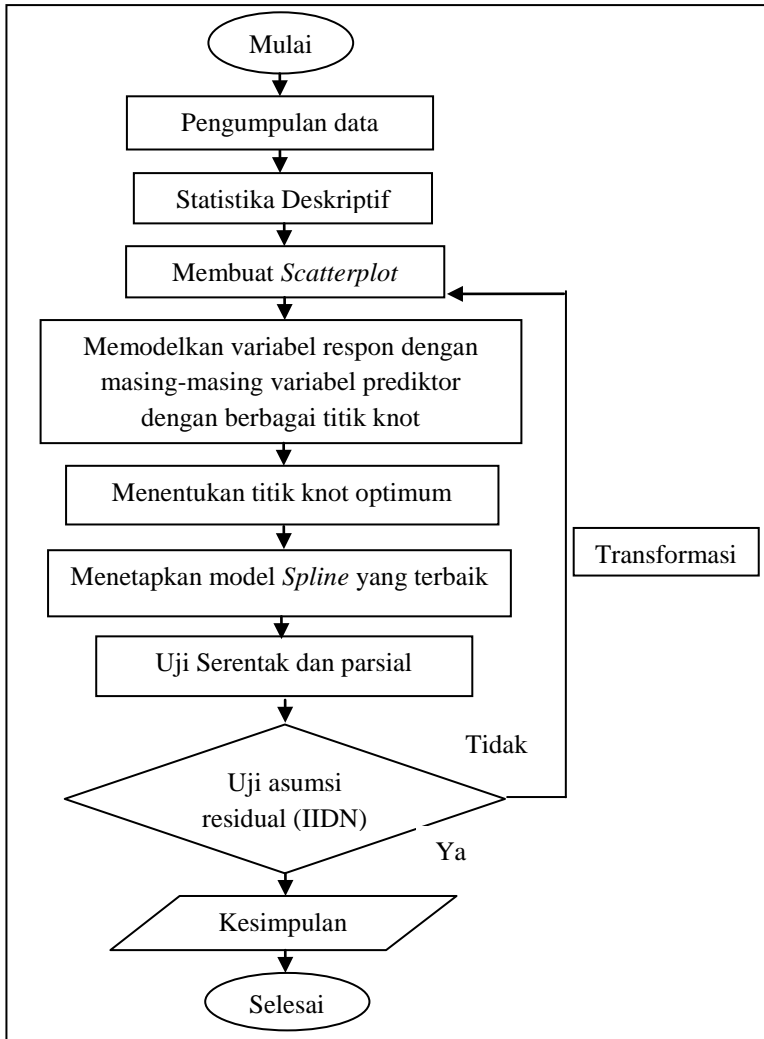 Mulai
Pengumpulan data
Statistika Deskriptif
Membuat Scatterplot
Memodelkan variabel respon dengan
masing-masing variabel prediktor
dengan berbagai titik knot
Menentukan titik knot optimum
Transformasi
Menetapkan model Spline yang terbaik
Uji Serentak dan parsial
Tidak
Uji asumsi
residual (IIDN)
Ya
Kesimpulan
Selesai